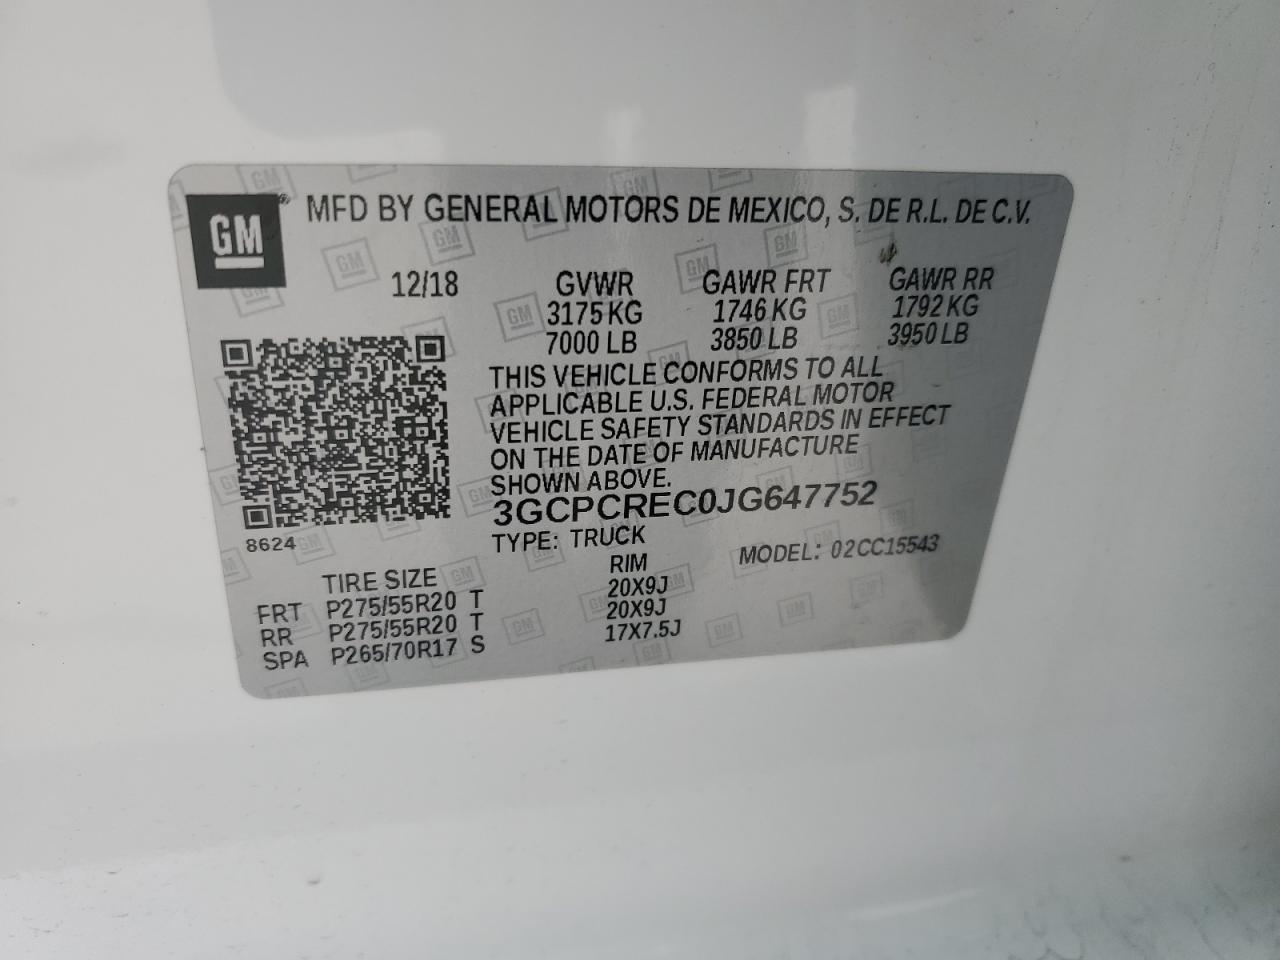 GM
MFD BY GENERAL MOTORS DE MEXICO, S. DE R.L. DE C.V.
12/18 GVWR GAWR FRT GAWR RR
3175 KG 1746 KG 1792 KG
7000 LB 3850 LB 3950 LB
THIS VEHICLE CONFORMS TO ALL
APPLICABLE U.S. FEDERAL MOTOR
VEHICLE SAFETY STANDARDS IN EFFECT
ON THE DATE OF MANUFACTURE
SHOWN ABOVE.
3GCPCREC0JG647752
8624
TYPE: TRUCK MODEL: 02CC15543
TIRE SIZE RIM
FRT P275/55R20 T 20X9J
RR P275/55R20 T 20X9J
SPA P265/70R17 S 17X7.5J